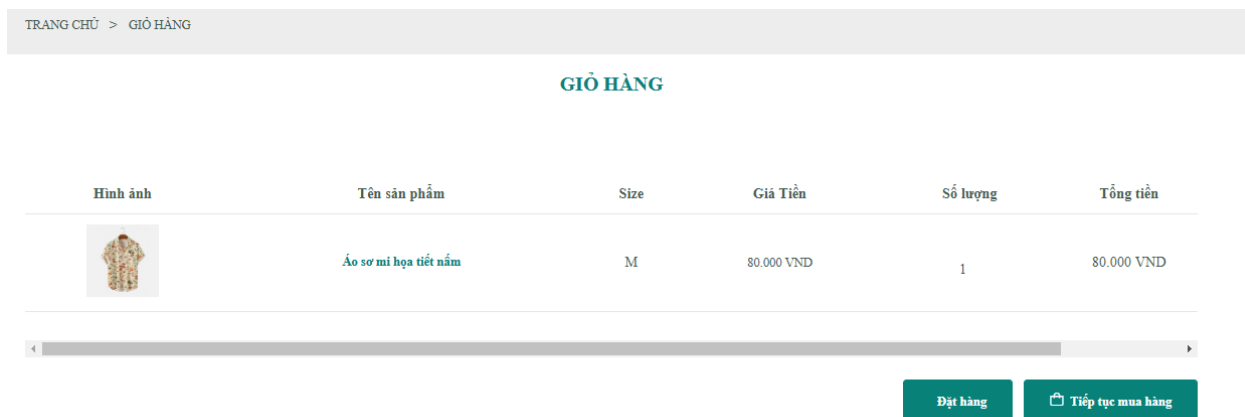 TRANG CHỦ > GIỎ HÀNG
GIỎ HÀNG
Hình ảnh Tên sản phẩm Size Giá Tiền Số lượng Tổng tiền
Áo sơ mi họa tiết nấm M 80.000 VND 1 80.000 VND
Đặt hàng Tiếp tục mua hàng